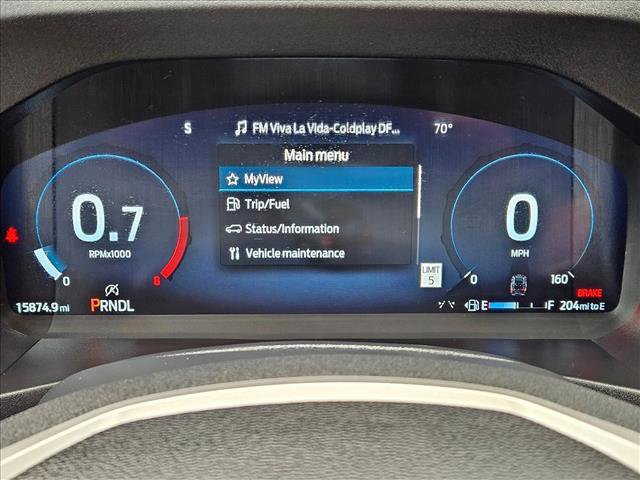 S FM Viva La Vida-Coldplay DF... 70°
Main menu
MyView
Trip/Fuel
Status/Information
Vehicle maintenance
0.7
RPMx1000
0 8
0
MPH
0 160
LIMIT
5
BRAKE
15874.9 mi PRNDL E F 204 mi to E